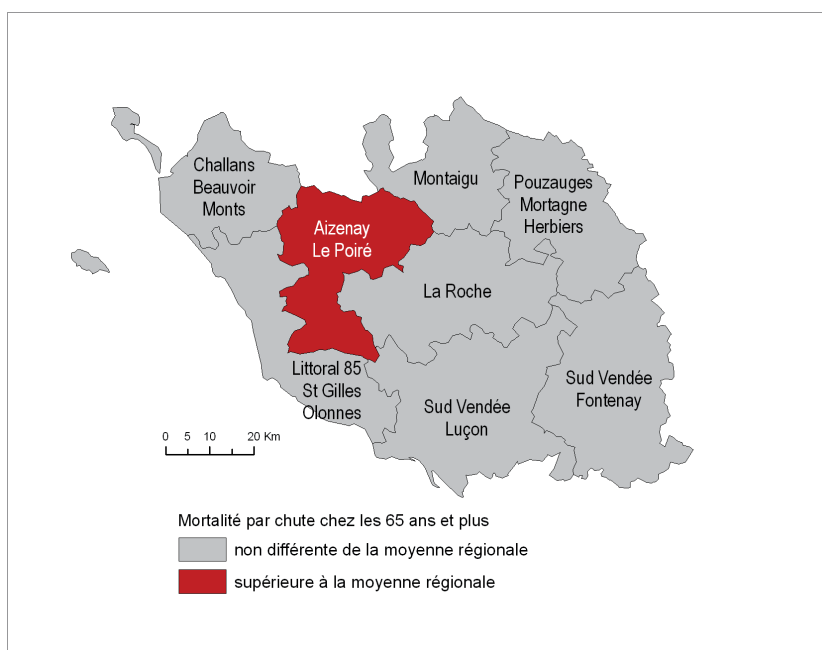 Challans
Beauvoir
Monts
Montaigu
Pouzauges
Mortagne
Herbiers
Aizenay
Le Poiré
La Roche
Littoral 85
St Gilles
Olonnes
Sud Vendée
Luçon
Sud Vendée
Fontenay
0 5 10 20 Km
Mortalité par chute chez les 65 ans et plus
non différente de la moyenne régionale
supérieure à la moyenne régionale